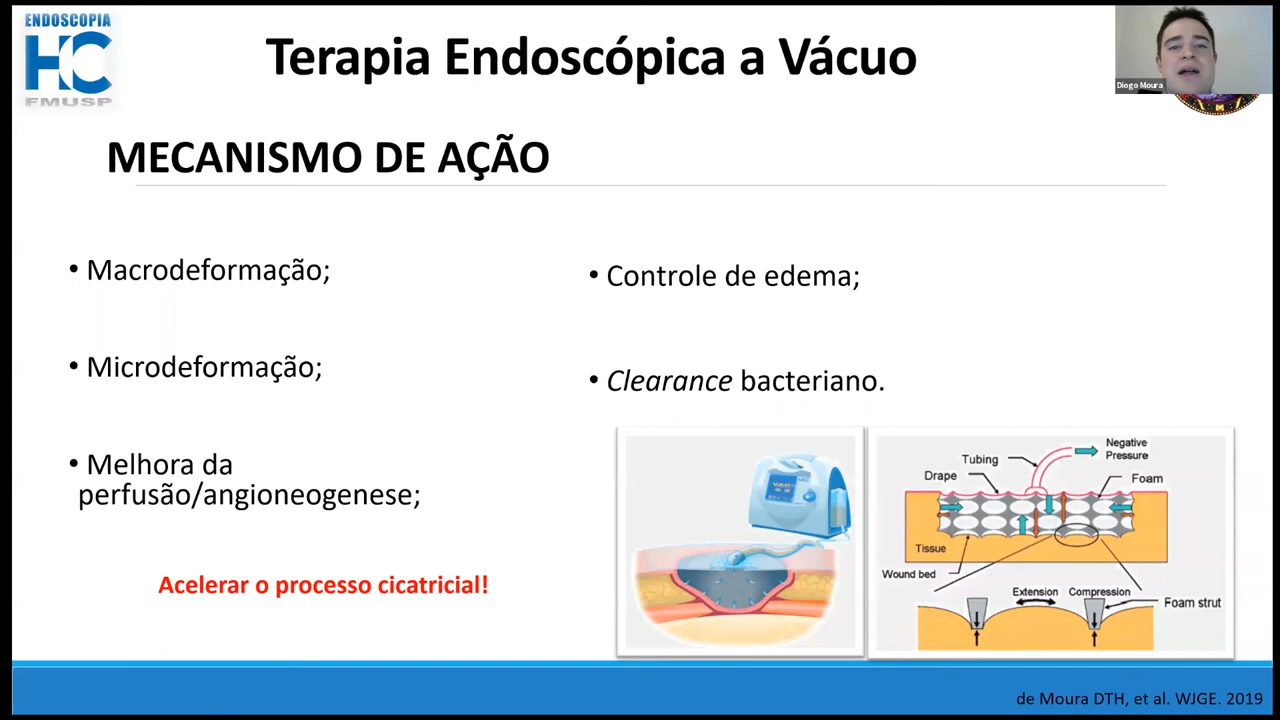 ENDOSCOPIA
HC
FMUSP
Terapia Endoscópica a Vácuo
Diogo Moura
MECANISMO DE AÇÃO
• Macrodeformação;
• Microdeformação;
• Melhora da
perfusão/angioneogenese;
Acelerar o processo cicatricial!
• Controle de edema;
• Clearance bacteriano.
Negative
Pressure
Tubing
Drape
Foam
Tissue
Wound bed
Extension
Compression
Foam strut
de Moura DTH, et al. WJGE. 2019